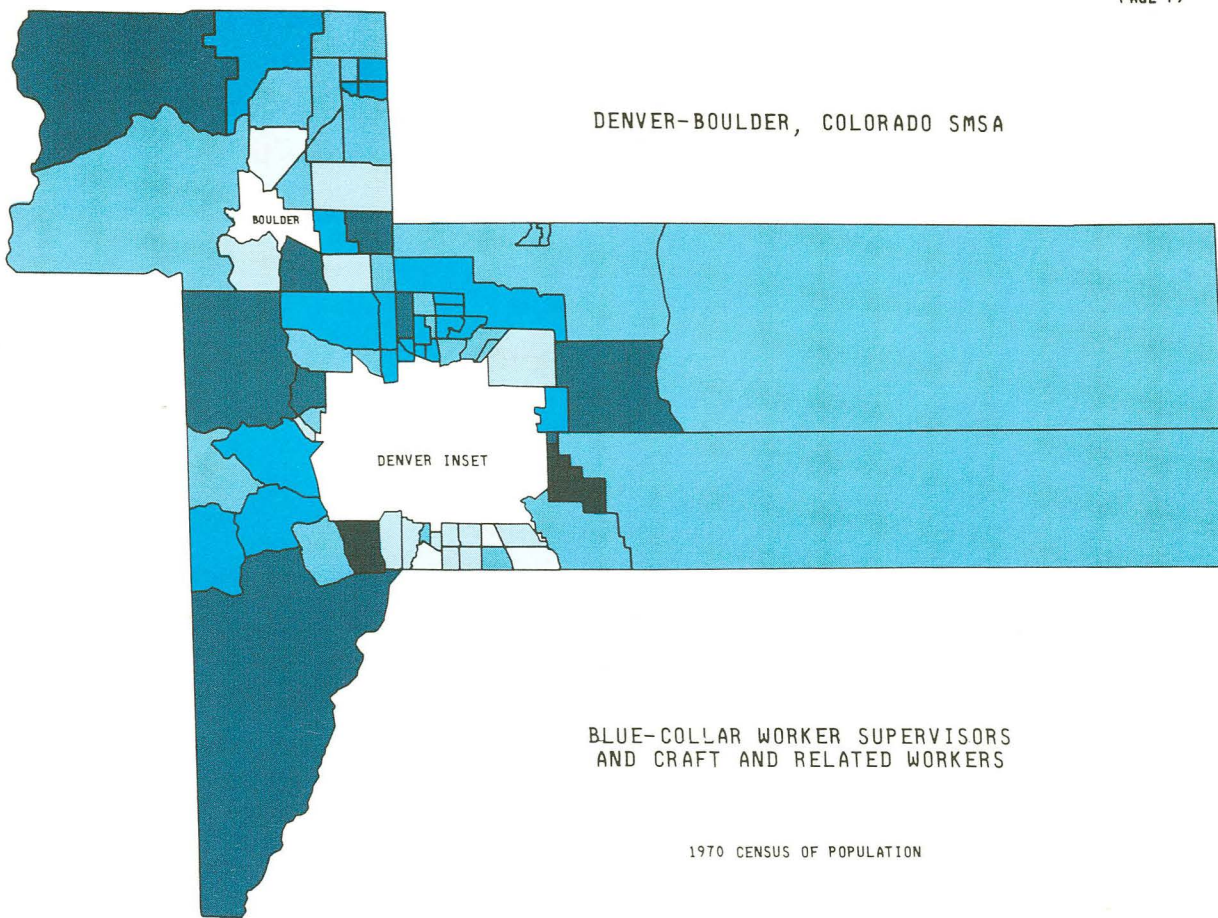 DENVER-BOULDER, COLORADO SMSA
BOULDER
DENVER INSET
BLUE-COLLAR WORKER SUPERVISORS
AND CRAFT AND RELATED WORKERS
1970 CENSUS OF POPULATION